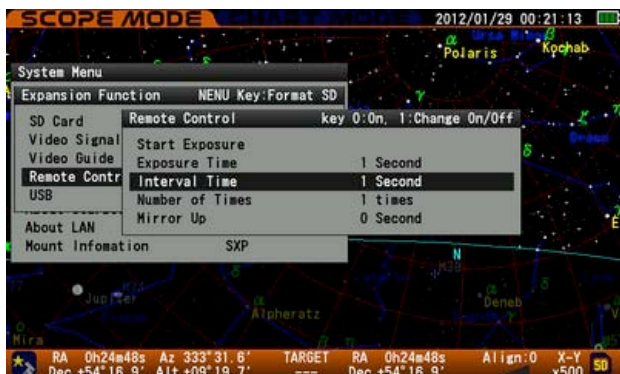 SCOPE MODE
2012/01/29 00:21:13
Ursa Minor
α β
Polaris Kochab
System Menu
γ
Expansion Function NENU Key:Format SD
SD Card
Remote Control key 0:On, 1:Change On/Off
Video Signal
Start Exposure
Video Guide
Exposure Time 1 Second
Remote Contr
Interval Time 1 Second
USB
Number of Times 1 times
Mirror Up 0 Second
About LAN
Mount Infomation SXP
N
M39
Jupiter
α
Alpheratz
α
Deneb
Mira
RA 0h24m48s Az 333°31.6' TARGET RA 0h24m48s Align:0 X-Y
Dec +54°16.9' Alt +09°19.7' --- Dec +54°16.9' x500 SD